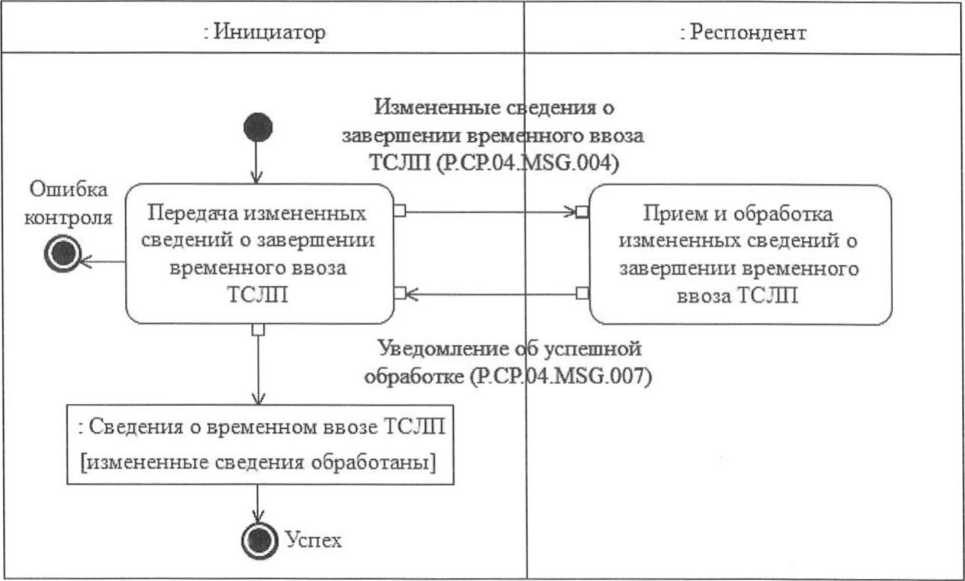 : Инициатор
: Респондент
Измененные сведения о
завершении временного ввоза
ТСЛП (P.CP.04.MSG.004)
Ошибка
контроля
Передача измененных
сведений о завершении
временного ввоза
ТСЛП
Прием и обработка
измененных сведений о
завершении временного
ввоза ТСЛП
Уведомление об успешной
обработке (P.CP.04.MSG.007)
: Сведения о временном ввозе ТСЛП
[измененные сведения обработаны]
Успех